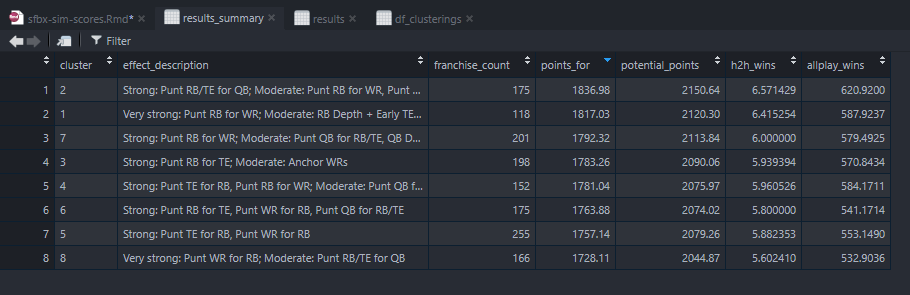 sfbx-sim-scores.Rmd* results_summary results df_clusterings
Filter
cluster effect_description franchise_count points_for potential_points h2h_wins allplay_wins
1 2 Strong: Punt RB/TE for QB; Moderate: Punt RB for WR, Punt ... 175 1836.98 2150.64 6.571429 620.9200
2 1 Very strong: Punt RB for WR; Moderate: RB Depth + Early TE... 118 1817.03 2120.30 6.415254 587.9237
3 7 Strong: Punt RB for WR; Moderate: Punt QB for RB/TE, QB D... 201 1792.32 2113.84 6.000000 579.4925
4 3 Strong: Punt RB for TE; Moderate: Anchor WRs 198 1783.26 2090.06 5.939394 570.8434
5 4 Strong: Punt TE for RB, Punt RB for WR; Moderate: Punt QB f... 152 1781.04 2075.97 5.960526 584.1711
6 6 Strong: Punt RB for TE, Punt WR for RB, Punt QB for RB/TE 175 1763.88 2074.02 5.800000 541.1714
7 5 Strong: Punt TE for RB, Punt WR for RB 255 1757.14 2079.26 5.882353 553.1490
8 8 Very strong: Punt WR for RB; Moderate: Punt RB/TE for QB 166 1728.11 2044.87 5.602410 532.9036